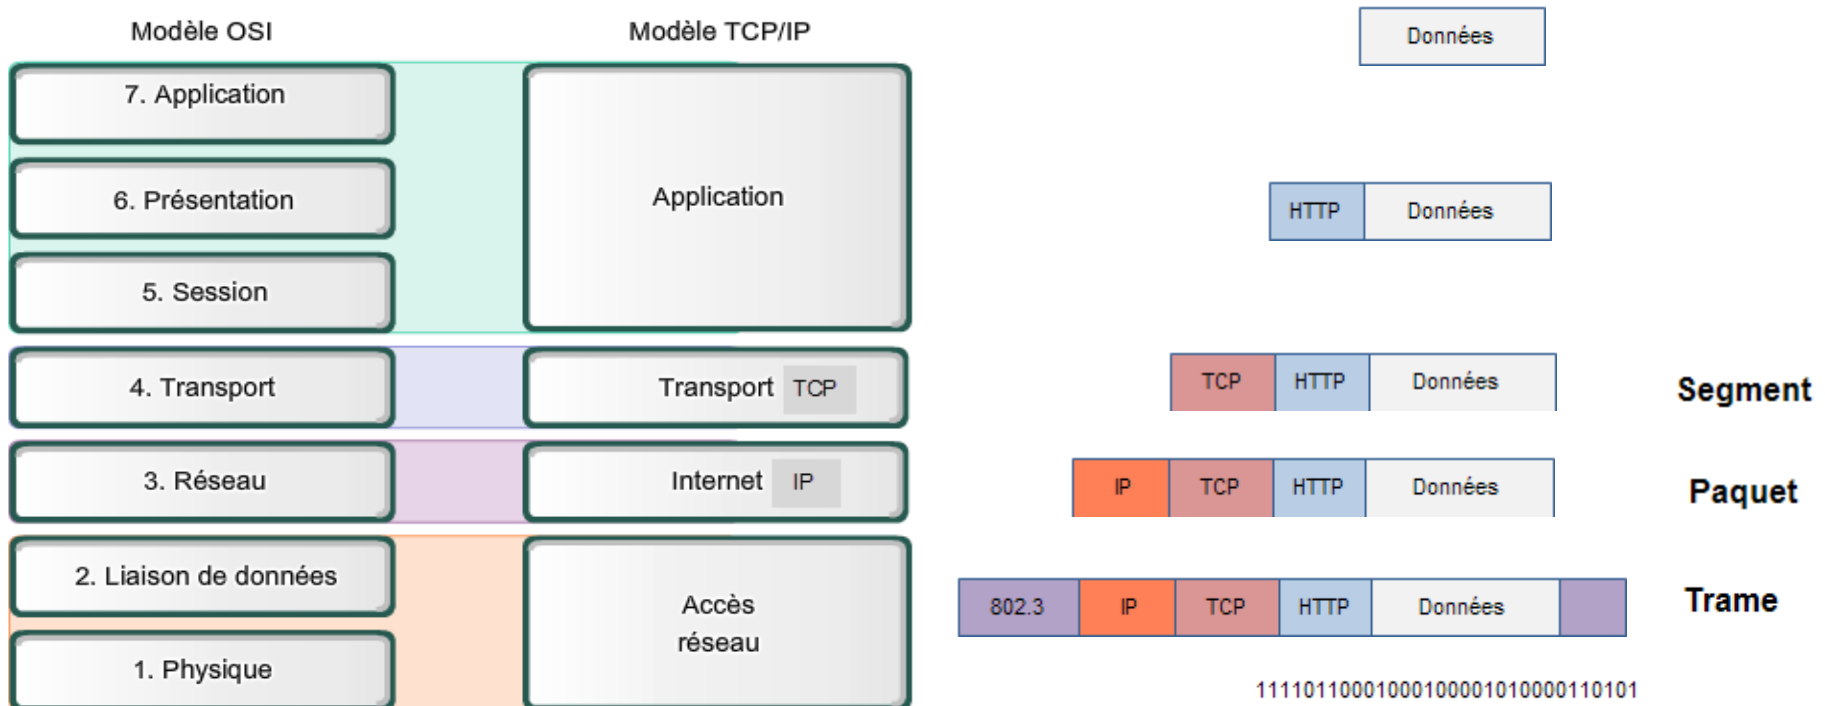 Modèle OSI
Modèle TCP/IP
Données
7. Application
6. Présentation
Application
HTTP Données
5. Session
4. Transport
Transport TCP
TCP HTTP Données
Segment
3. Réseau
Internet IP
IP TCP HTTP Données
Paquet
2. Liaison de données
Accès
réseau
802.3 IP TCP HTTP Données
Trame
1. Physique
1111011000100010000101000011010​1